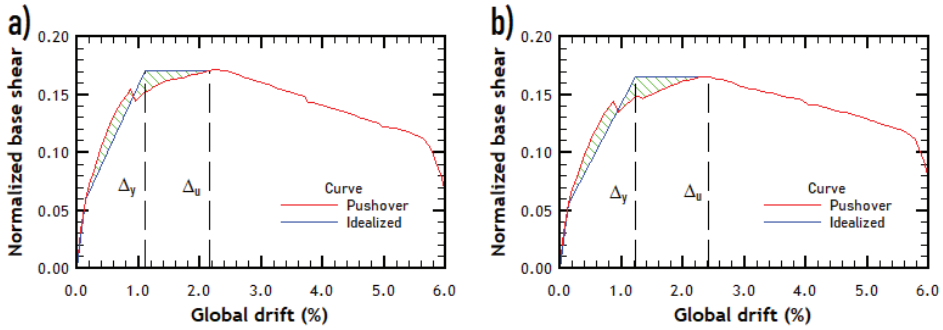 a)
Normalized base shear
0.20
0.15
0.10
0.05
0.00
Δy
Δu
Curve
Pushover
Idealized
0.0 1.0 2.0 3.0 4.0 5.0 6.0
Global drift (%)
b)
Normalized base shear
0.20
0.15
0.10
0.05
0.00
Δy
Δu
Curve
Pushover
Idealized
0.0 1.0 2.0 3.0 4.0 5.0 6.0
Global drift (%)